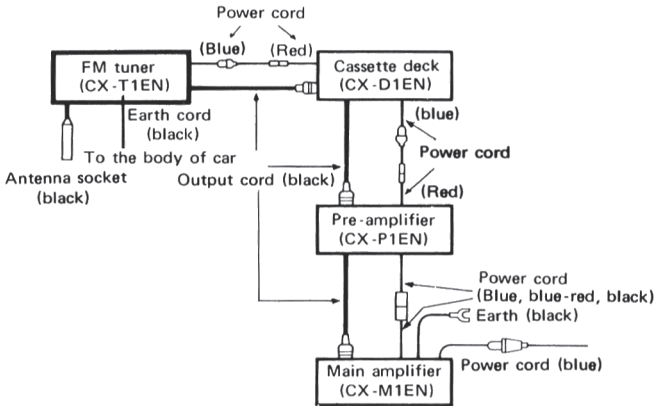 Power cord
(Blue)
(Red)
FM tuner
(CX-T1EN)
Cassette deck
(CX-D1EN)
Earth cord
(black)
(blue)
To the body of car
Power cord
Antenna socket
(black)
Output cord (black)
(Red)
Pre-amplifier
(CX-P1EN)
Power cord
(Blue, blue-red, black)
Earth (black)
Main amplifier
(CX-M1EN)
Power cord (blue)